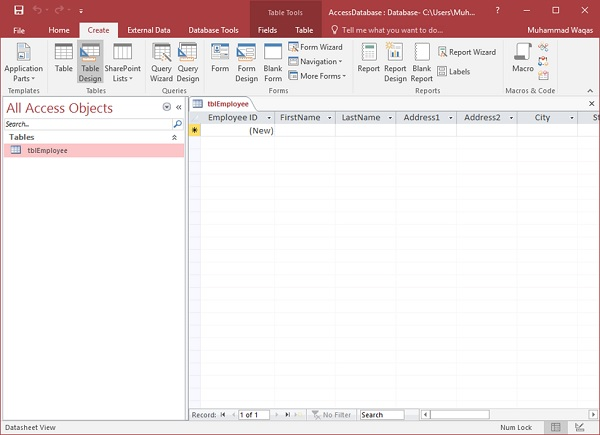 Table Tools
AccessDatabase : Database- C:\Users\Muh...
?
File
Home
Create
External Data
Database Tools
Fields
Table
Tell me what you want to do...
Muhammad Waqas
Application Parts
Table
Table Design
SharePoint Lists
Query Wizard
Query Design
Form
Form Design
Blank Form
Form Wizard
Navigation
More Forms
Report
Report Design
Blank Report
Report Wizard
Labels
Macro
Templates
Tables
Queries
Forms
Reports
Macros & Code
All Access Objects
Search...
Tables
tblEmployee
tblEmployee
Employee ID
FirstName
LastName
Address1
Address2
City
St
(New)
Record:
1 of 1
No Filter
Search
Datasheet View
Num Lock